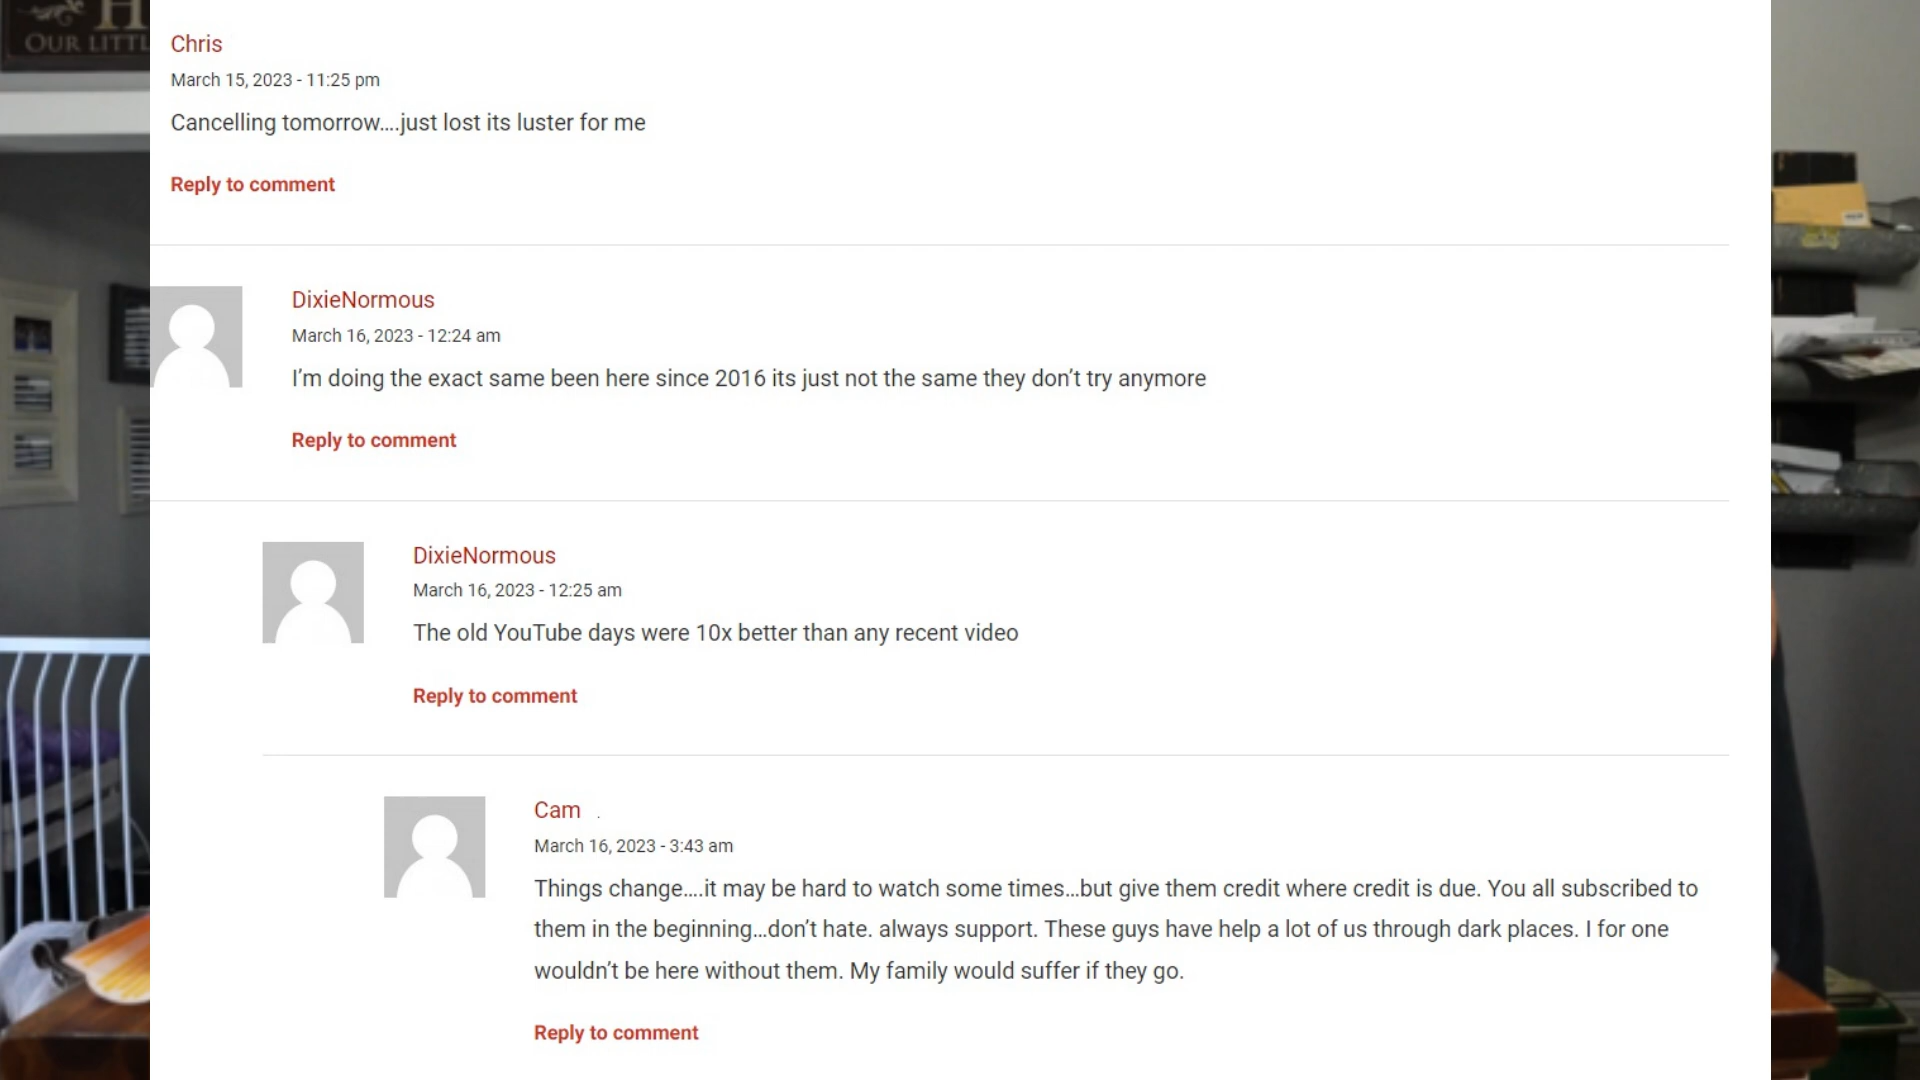 OUR LITTL
Chris
March 15, 2023 - 11:25 pm
Cancelling tomorrow....just lost its luster for me
Reply to comment
DixieNormous
March 16, 2023 - 12:24 am
I’m doing the exact same been here since 2016 its just not the same they don’t try anymore
Reply to comment
DixieNormous
March 16, 2023 - 12:25 am
The old YouTube days were 10x better than any recent video
Reply to comment
Cam
March 16, 2023 - 3:43 am
Things change....it may be hard to watch some times...but give them credit where credit is due. You all subscribed to
them in the beginning...don’t hate. always support. These guys have help a lot of us through dark places. I for one
wouldn’t be here without them. My family would suffer if they go.
Reply to comment